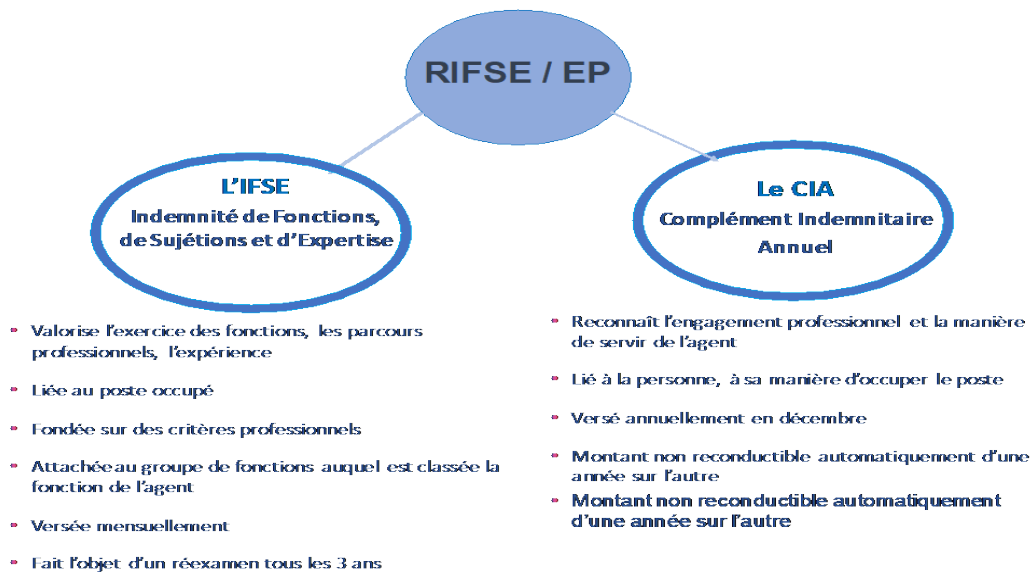 RIFSE / EP
L'IFSE
Indemnité de Fonctions,
de Sujétions et d'Expertise
• Valorise l'exercice des fonctions, les parcours
professionnels, l'expérience
• Liée au poste occupé
• Fondée sur des critères professionnels
• Attachée au groupe de fonctions auquel est classée la
fonction de l'agent
• Versée mensuellement
• Fait l'objet d'un réexamen tous les 3 ans
Le CIA
Complément Indemnitaire
Annuel
• Reconnaît l'engagement professionnel et la manière
de servir de l'agent
• Lié à la personne, à sa manière d'occuper le poste
• Versé annuellement en décembre
• Montant non reconductible automatiquement d'une
année sur l'autre
• Montant non reconductible automatiquement
d'une année sur l'autre